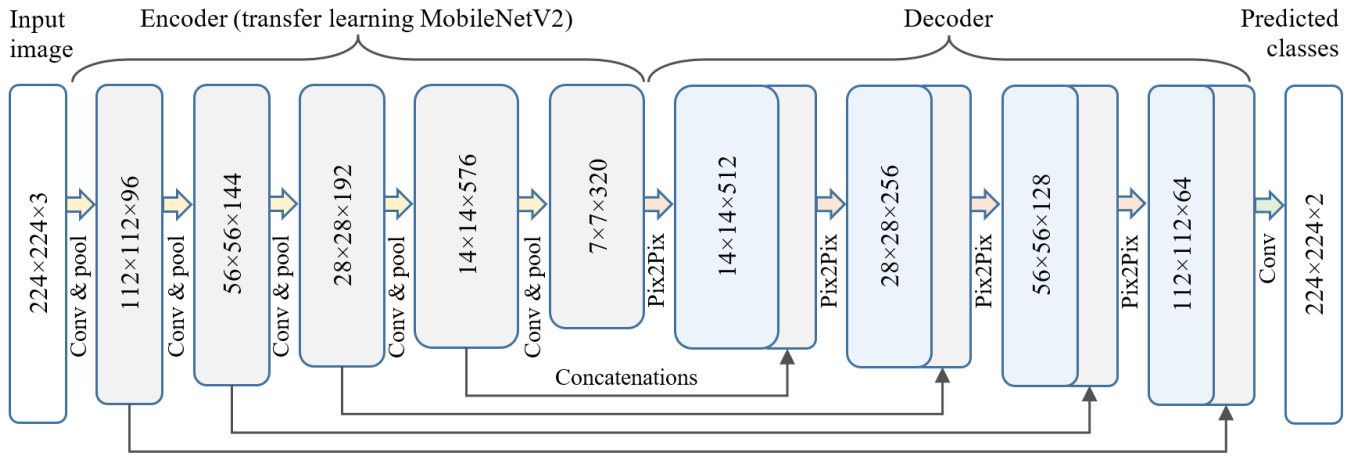 Input
image
Encoder (transfer learning MobileNetV2)
Decoder
Predicted
classes
224×224×3
Conv & pool
112×112×96
Conv & pool
56×56×144
Conv & pool
28×28×192
Conv & pool
14×14×576
Conv & pool
7×7×320
Pix2Pix
14×14×512
Pix2Pix
28×28×256
Pix2Pix
56×56×128
Pix2Pix
112×112×64
Conv
224×224×2
Concatenations